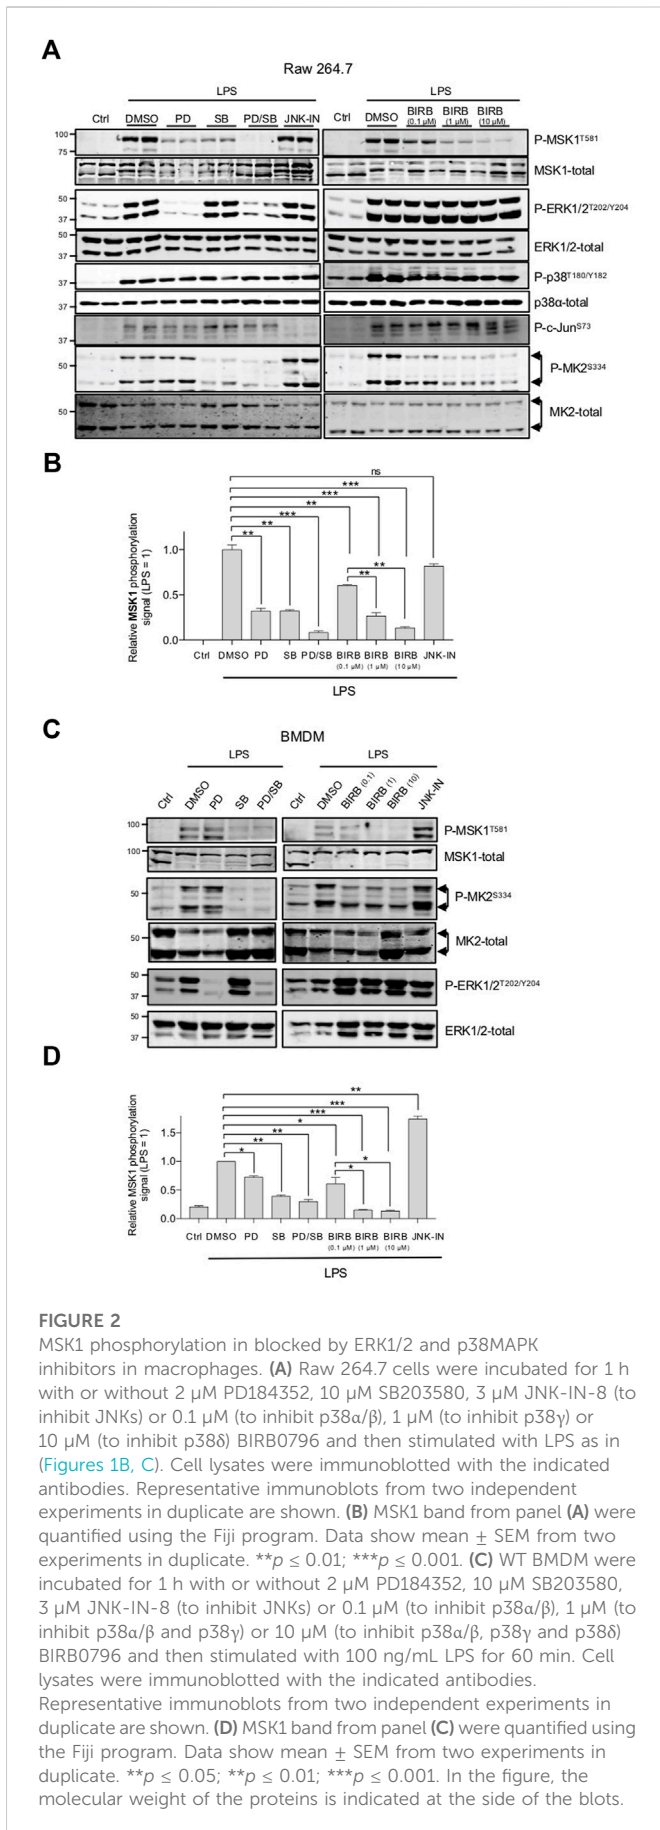 A
Raw 264.7
LPS
LPS
Ctrl DMSO PD SB PD/SB JNK-IN
Ctrl DMSO BIRB (0.1 µM) BIRB (1 µM) BIRB (10 µM)
100
75
P-MSK1T581
MSK1-total
50
37
P-ERK1/2T202/Y204
50
37
ERK1/2-total
37
P-p38T180/Y182
37
p38α-total
37
P-c-JunS73
50
P-MK2S334
50
MK2-total
B
Relative MSK1 phosphorylation
signal (LPS = 1)
1.0
0.5
0.0
ns
***
***
**
***
**
**
**
**
Ctrl DMSO PD SB PD/SB BIRB BIRB BIRB JNK-IN
(0.1 µM) (1 µM) (10 µM)
LPS
C
BMDM
LPS
LPS
Ctrl DMSO PD SB PD/SB
Ctrl DMSO BIRB (0.1) BIRB (1) BIRB (10) JNK-IN
100
P-MSK1T581
100
MSK1-total
50
P-MK2S334
50
MK2-total
50
37
P-ERK1/2T202/Y204
50
37
ERK1/2-total
D
Relative MSK1 phosphorylation
signal (LPS = 1)
1.5
1.0
0.5
0.0
**
***
***
*
**
**
*
*
*
Ctrl DMSO PD SB PD/SB BIRB BIRB BIRB JNK-IN
(0.1 µM) (1 µM) (10 µM)
LPS
FIGURE 2
MSK1 phosphorylation in blocked by ERK1/2 and p38MAPK
inhibitors in macrophages. (A) Raw 264.7 cells were incubated for 1 h
with or without 2 µM PD184352, 10 µM SB203580, 3 µM JNK-IN-8 (to
inhibit JNKs) or 0.1 µM (to inhibit p38α/β), 1 µM (to inhibit p38γ) or
10 µM (to inhibit p38δ) BIRB0796 and then stimulated with LPS as in
(Figures 1B, C). Cell lysates were immunoblotted with the indicated
antibodies. Representative immunoblots from two independent
experiments in duplicate are shown. (B) MSK1 band from panel (A) were
quantified using the Fiji program. Data show mean ± SEM from two
experiments in duplicate. **p ≤ 0.01; ***p ≤ 0.001. (C) WT BMDM were
incubated for 1 h with or without 2 µM PD184352, 10 µM SB203580,
3 µM JNK-IN-8 (to inhibit JNKs) or 0.1 µM (to inhibit p38α/β), 1 µM (to
inhibit p38α/β and p38γ) or 10 µM (to inhibit p38α/β, p38γ and p38δ)
BIRB0796 and then stimulated with 100 ng/mL LPS for 60 min. Cell
lysates were immunoblotted with the indicated antibodies.
Representative immunoblots from two independent experiments in
duplicate are shown. (D) MSK1 band from panel (C) were quantified using
the Fiji program. Data show mean ± SEM from two experiments in
duplicate. **p ≤ 0.05; **p ≤ 0.01; ***p ≤ 0.001. In the figure, the
molecular weight of the proteins is indicated at the side of the blots.